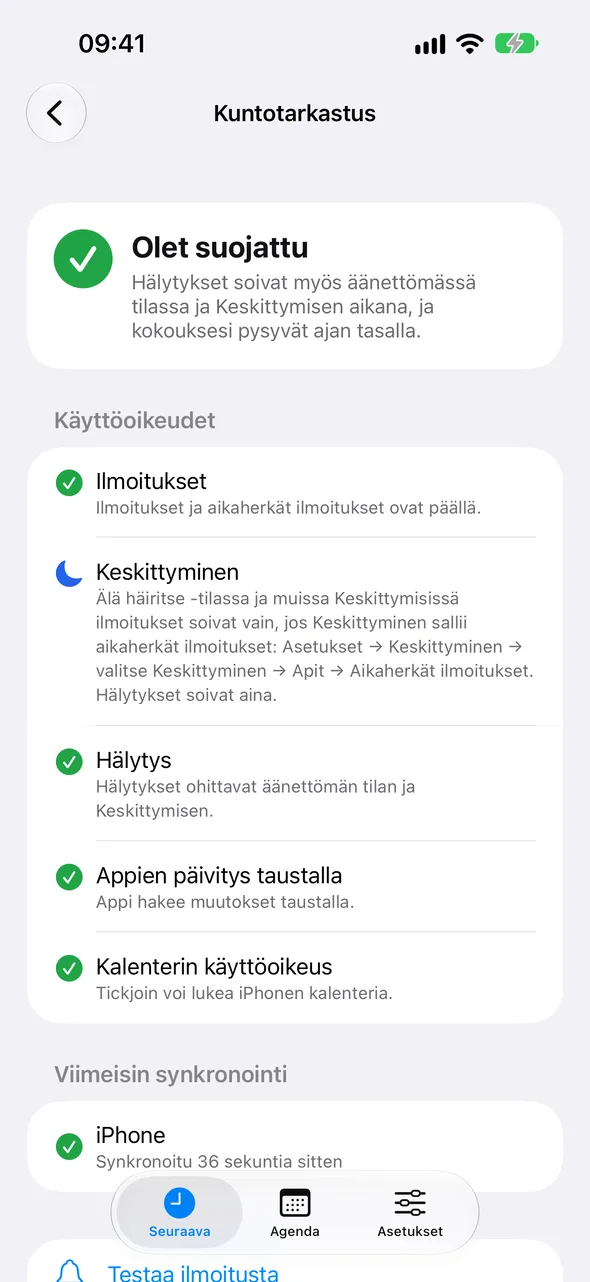 09:41
Kuntotarkastus
Olet suojattu
Hälytykset soivat myös äänettömässä
tilassa ja Keskittymisen aikana, ja
kokouksesi pysyvät ajan tasalla.
Käyttöoikeudet
Ilmoitukset
Ilmoitukset ja aikaherkät ilmoitukset ovat päällä.
Keskittyminen
Älä häiritse -tilassa ja muissa Keskittymisissä
ilmoitukset soivat vain, jos Keskittyminen sallii
aikaherkät ilmoitukset: Asetukset → Keskittyminen →
valitse Keskittyminen → Apit → Aikaherkät ilmoitukset.
Hälytykset soivat aina.
Hälytys
Hälytykset ohittavat äänettömän tilan ja
Keskittymisen.
Appien päivitys taustalla
Appi hakee muutokset taustalla.
Kalenterin käyttöoikeus
Tickjoin voi lukea iPhonen kalenteria.
Viimeisin synkronointi
iPhone
Synkronoitu 36 sekuntia sitten
Seuraava
Agenda
Asetukset
Testaa ilmoitusta